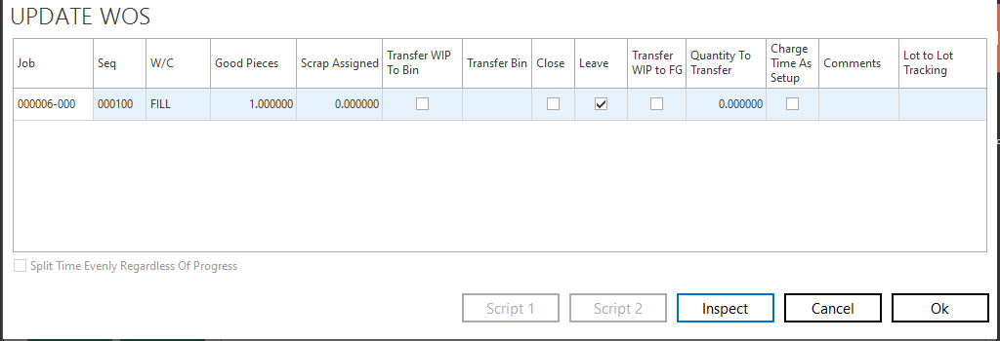 UPDATE WOS
Job Seq W/C Good Pieces Scrap Assigned Transfer WIP To Bin Transfer Bin Close Leave Transfer WIP to FG Quantity To Transfer Charge Time As Setup Comments Lot to Lot Tracking
000006-000 000100 FILL 1.000000 0.000000 0.000000
Split Time Evenly Regardless Of Progress
Script 1 Script 2 Inspect Cancel Ok